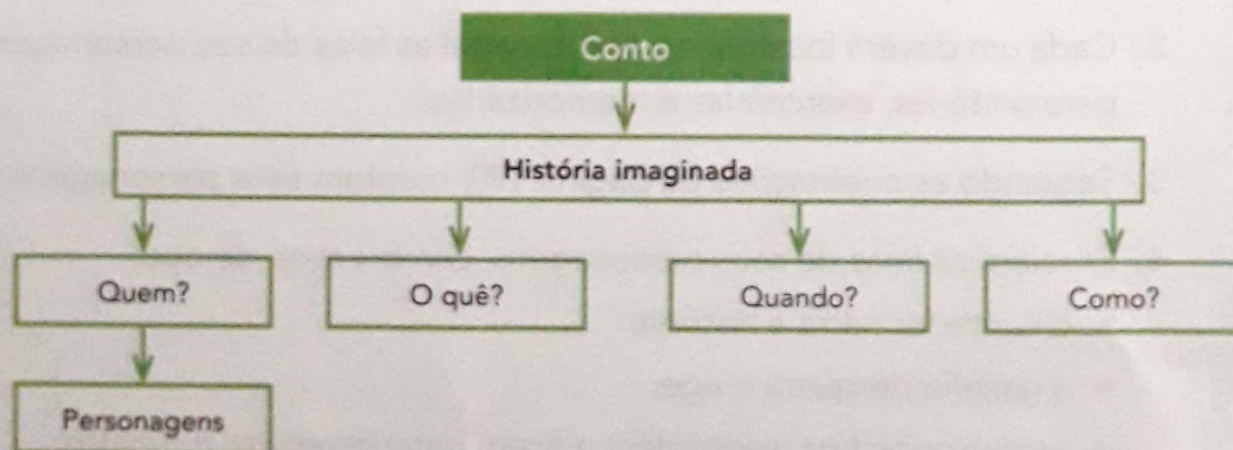 Conto
História imaginada
Quem?
O quê?
Quando?
Como?
Personagens